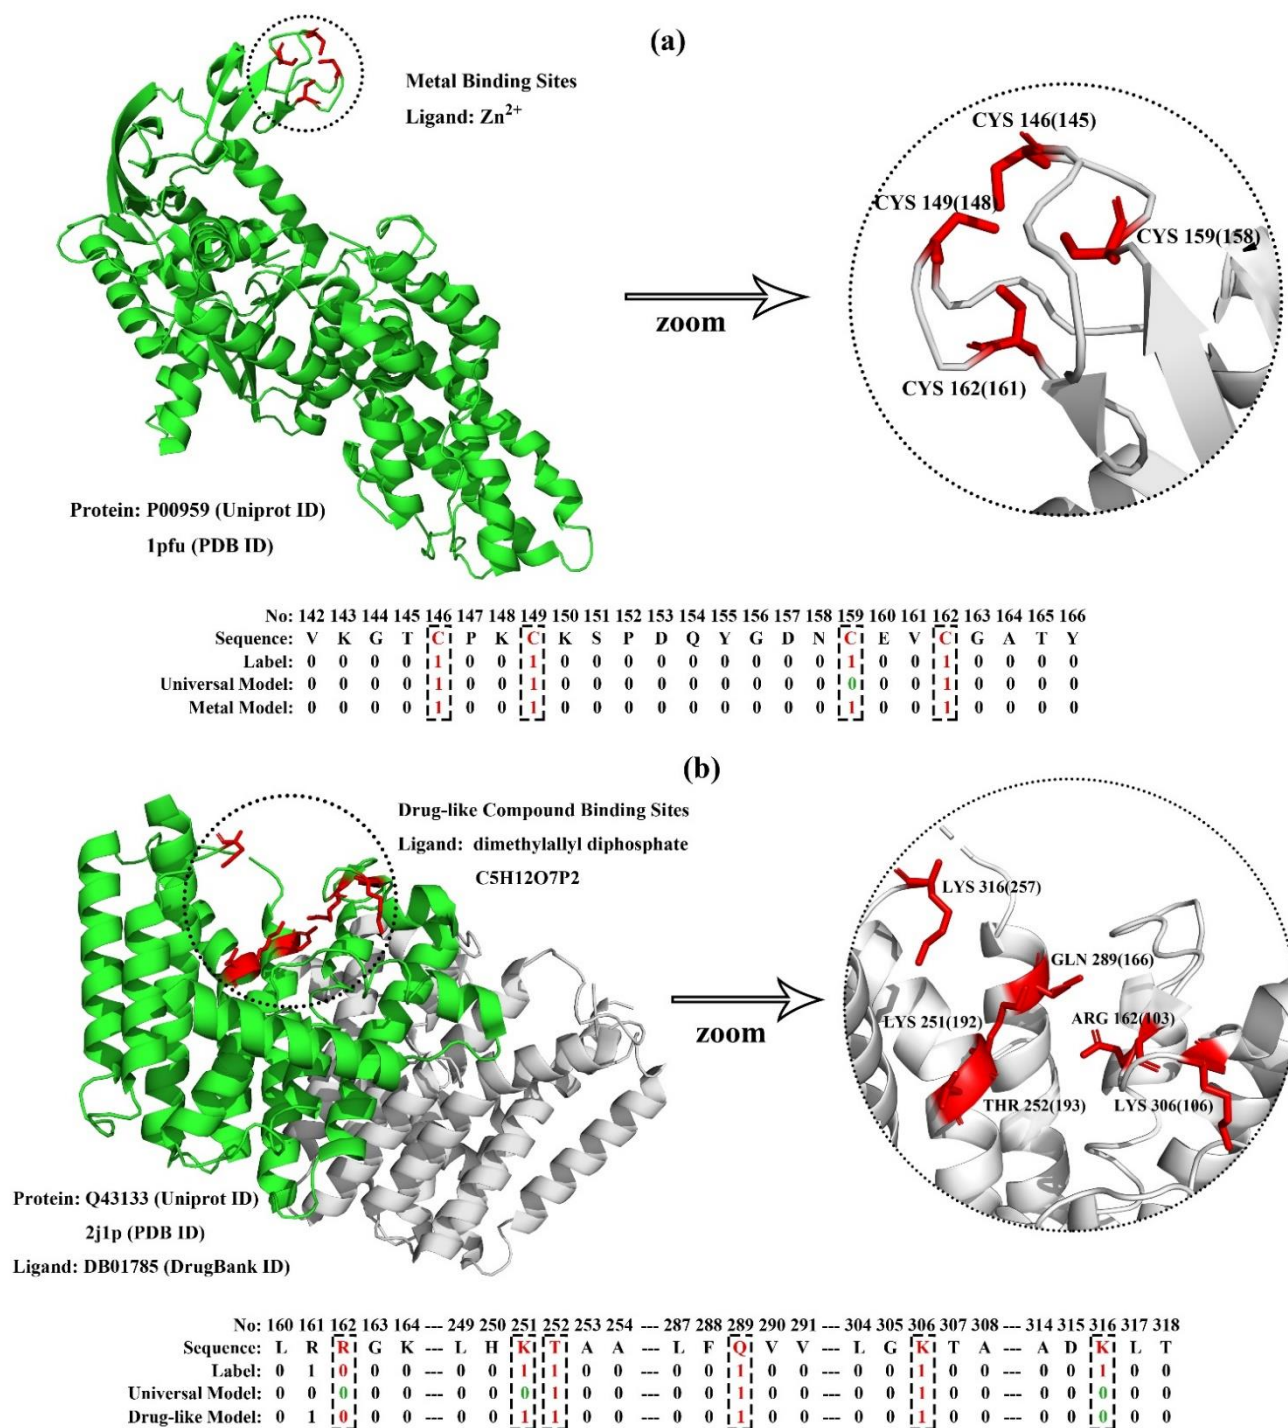 (a)
Metal Binding Sites
Ligand: Zn2+
CYS 146(145)
CYS 149(148)
CYS 159(158)
CYS 162(161)
zoom
Protein: P00959 (Uniprot ID)
1pfu (PDB ID)
No: 142 143 144 145 146 147 148 149 150 151 152 153 154 155 156 157 158 159 160 161 162 163 164 165 166
Sequence: V K G T C P K C K S P D Q Y G D N C E V C G A T Y
Label: 0 0 0 0 1 0 0 1 0 0 0 0 0 0 0 0 0 1 0 0 1 0 0 0 0
Universal Model: 0 0 0 0 1 0 0 1 0 0 0 0 0 0 0 0 0 0 0 0 1 0 0 0 0
Metal Model: 0 0 0 0 1 0 0 1 0 0 0 0 0 0 0 0 0 1 0 0 1 0 0 0 0
(b)
Drug-like Compound Binding Sites
Ligand: dimethylallyl diphosphate
C5H12O7P2
LYS 316(257)
GLN 289(166)
LYS 251(192)
ARG 162(103)
THR 252(193)
LYS 306(106)
zoom
Protein: Q43133 (Uniprot ID)
2j1p (PDB ID)
Ligand: DB01785 (DrugBank ID)
No: 160 161 162 163 164 --- 249 250 251 252 253 254 --- 287 288 289 290 291 --- 304 305 306 307 308 --- 314 315 316 317 318
Sequence: L R R G K --- L H K T A A --- L F Q V V --- L G K T A --- A D K L T
Label: 0 1 0 0 0 --- 0 0 1 1 0 0 --- 0 0 1 0 0 --- 0 0 1 0 0 --- 0 0 1 0 0
Universal Model: 0 0 0 0 0 --- 0 0 0 1 0 0 --- 0 0 1 0 0 --- 0 0 1 0 0 --- 0 0 0 0 0
Drug-like Model: 0 1 0 0 0 --- 0 0 1 1 0 0 --- 0 0 1 0 0 --- 0 0 1 0 0 --- 0 0 0 0 0